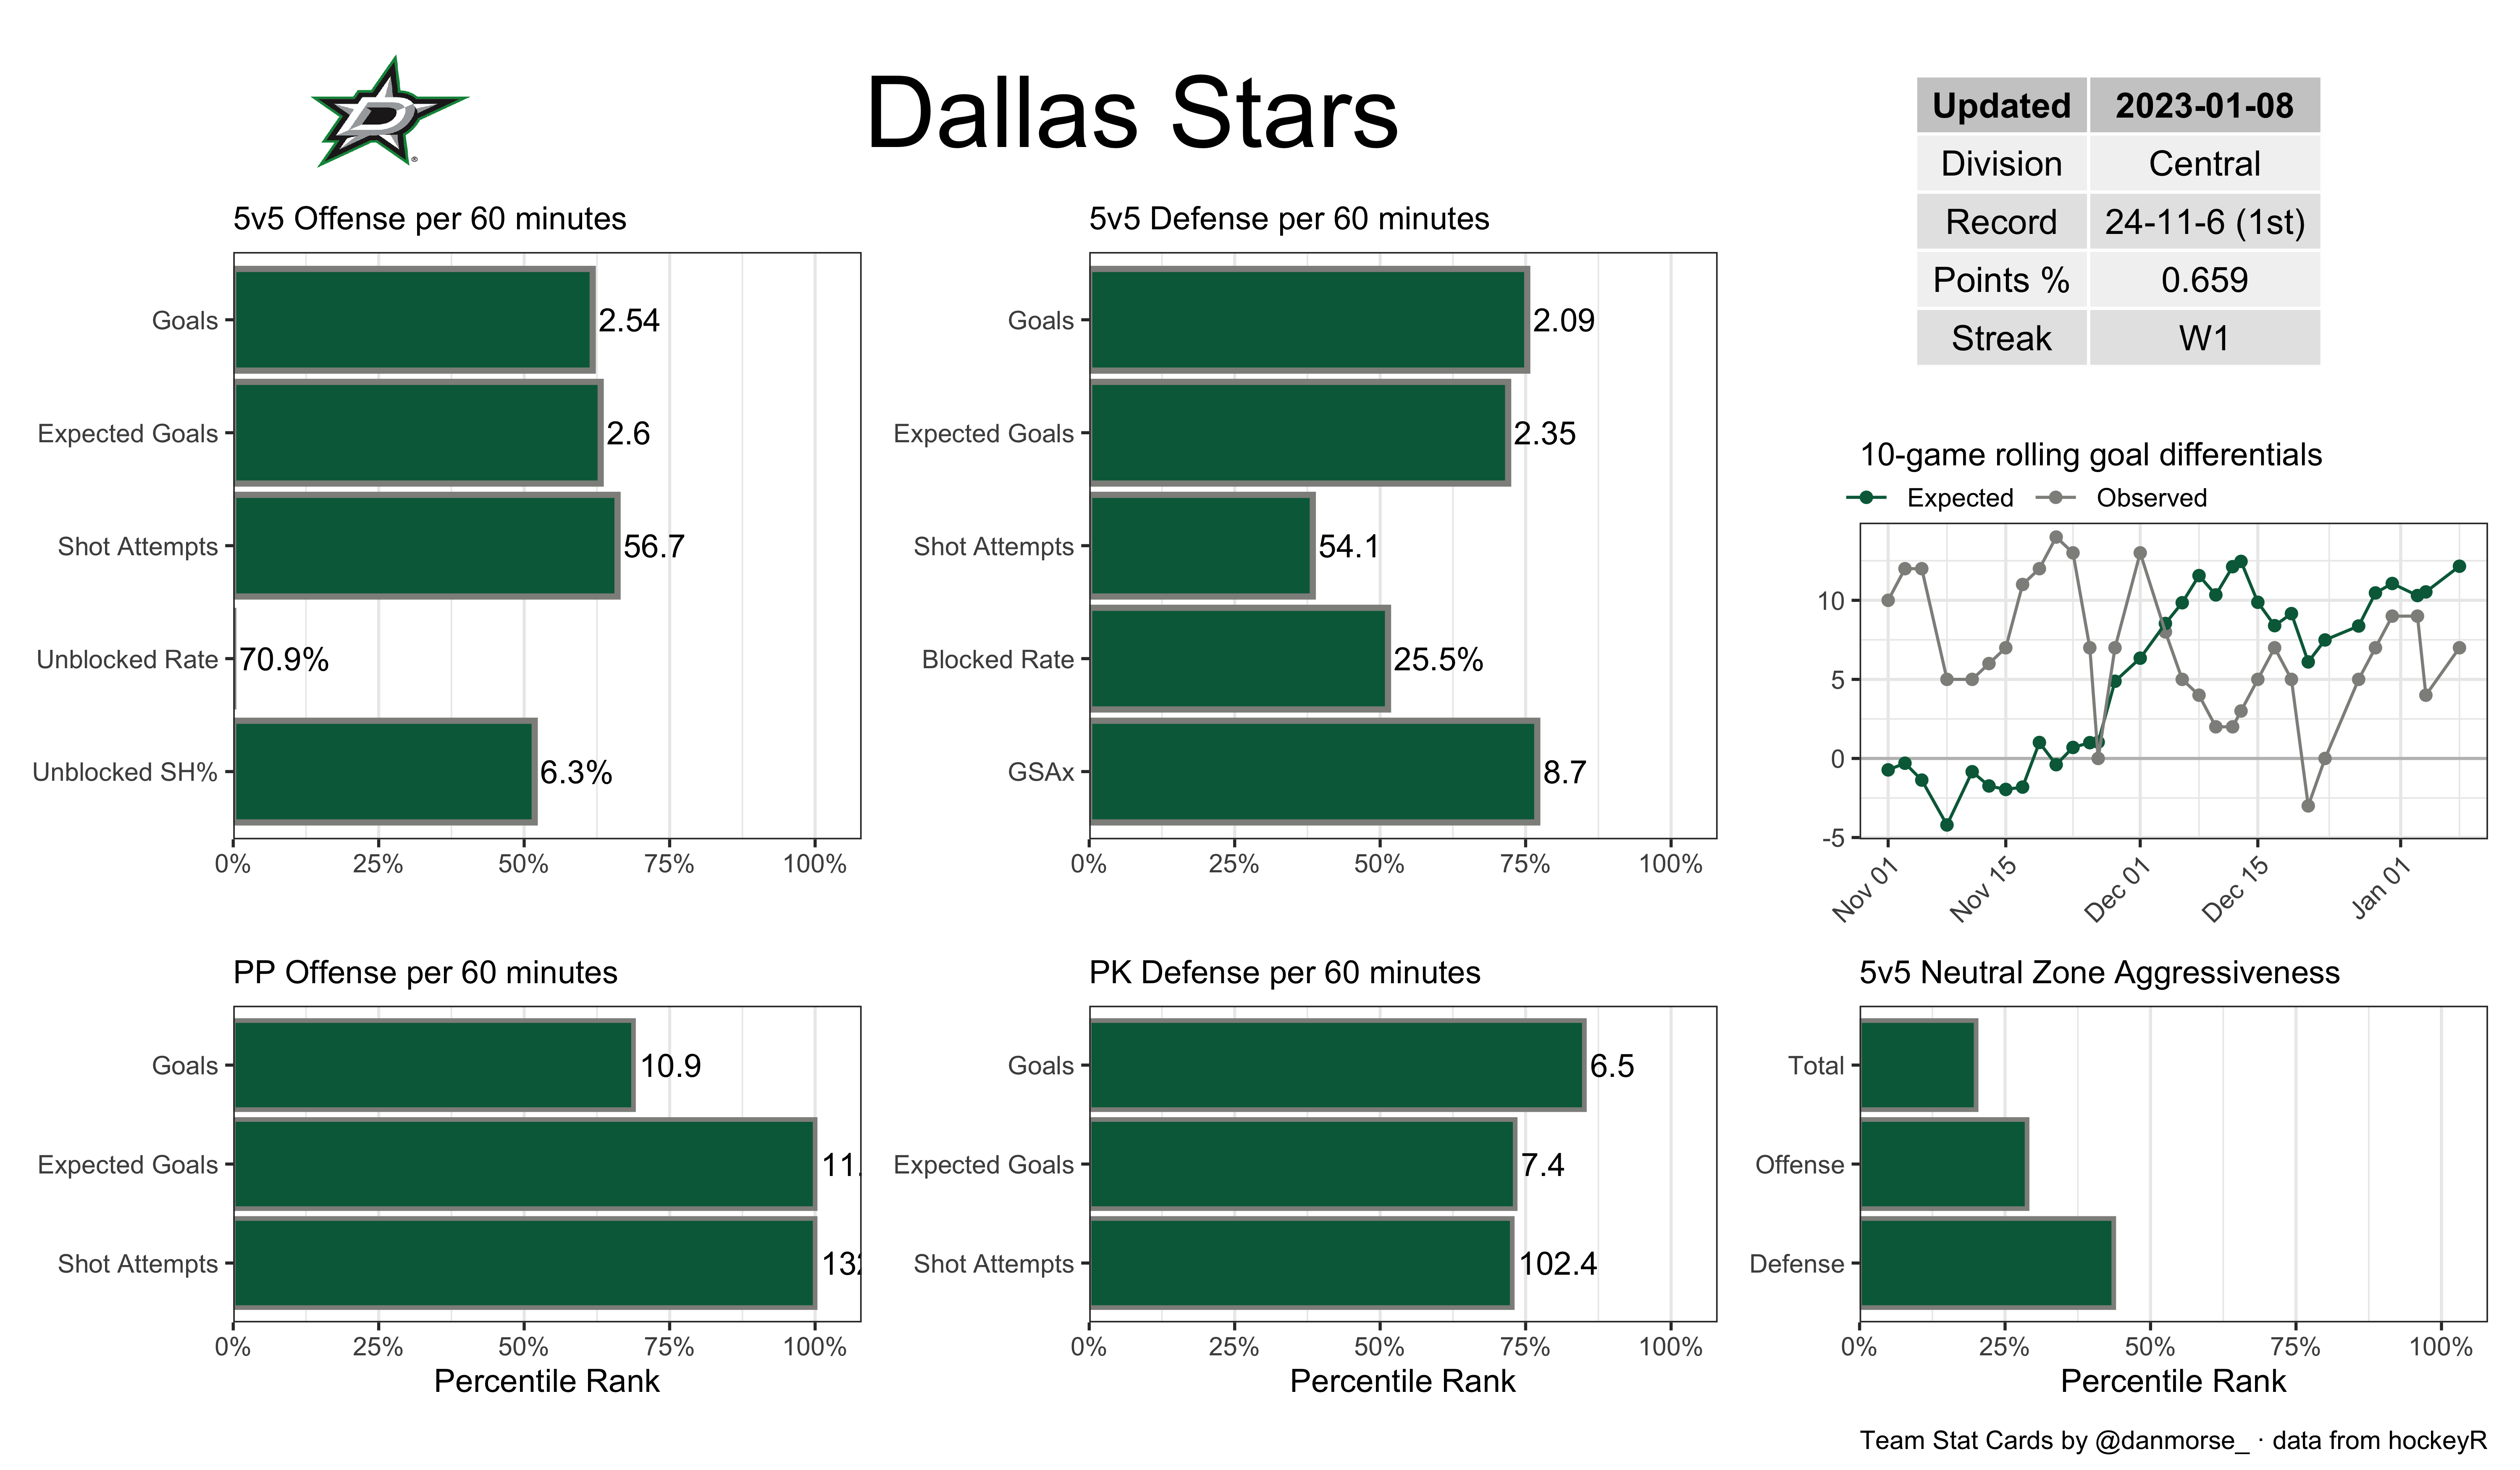 Dallas Stars
Updated 2023-01-08
Division Central
Record 24-11-6 (1st)
Points % 0.659
Streak W1
5v5 Offense per 60 minutes
Goals 2.54
Expected Goals 2.6
Shot Attempts 56.7
Unblocked Rate 70.9%
Unblocked SH% 6.3%
0% 25% 50% 75% 100%
5v5 Defense per 60 minutes
Goals 2.09
Expected Goals 2.35
Shot Attempts 54.1
Blocked Rate 25.5%
GSAx 8.7
0% 25% 50% 75% 100%
10-game rolling goal differentials
Expected Observed
10
5
0
-5
Nov 01 Nov 15 Dec 01 Dec 15 Jan 01
PP Offense per 60 minutes
Goals 10.9
Expected Goals 11.
Shot Attempts
0% 25% 50% 75% 100%
Percentile Rank
PK Defense per 60 minutes
Goals 6.5
Expected Goals 7.4
Shot Attempts 102.4
0% 25% 50% 75% 100%
Percentile Rank
5v5 Neutral Zone Aggressiveness
Total
Offense
Defense
0% 25% 50% 75% 100%
Percentile Rank
Team Stat Cards by @danmorse_ · data from hockeyR